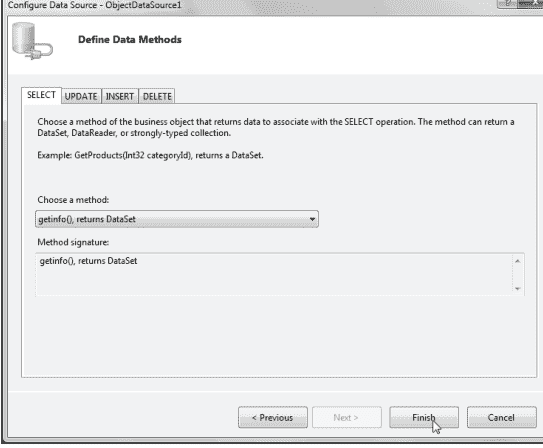 Configure Data Source - ObjectDataSource1
Define Data Methods
SELECT UPDATE INSERT DELETE
Choose a method of the business object that returns data to associate with the SELECT operation. The method can return a
DataSet, DataReader, or strongly-typed collection.
Example: GetProducts(Int32 categoryId), returns a DataSet.
Choose a method:
getinfo(), returns DataSet
Method signature:
getinfo(), returns DataSet
< Previous Next > Finish Cancel